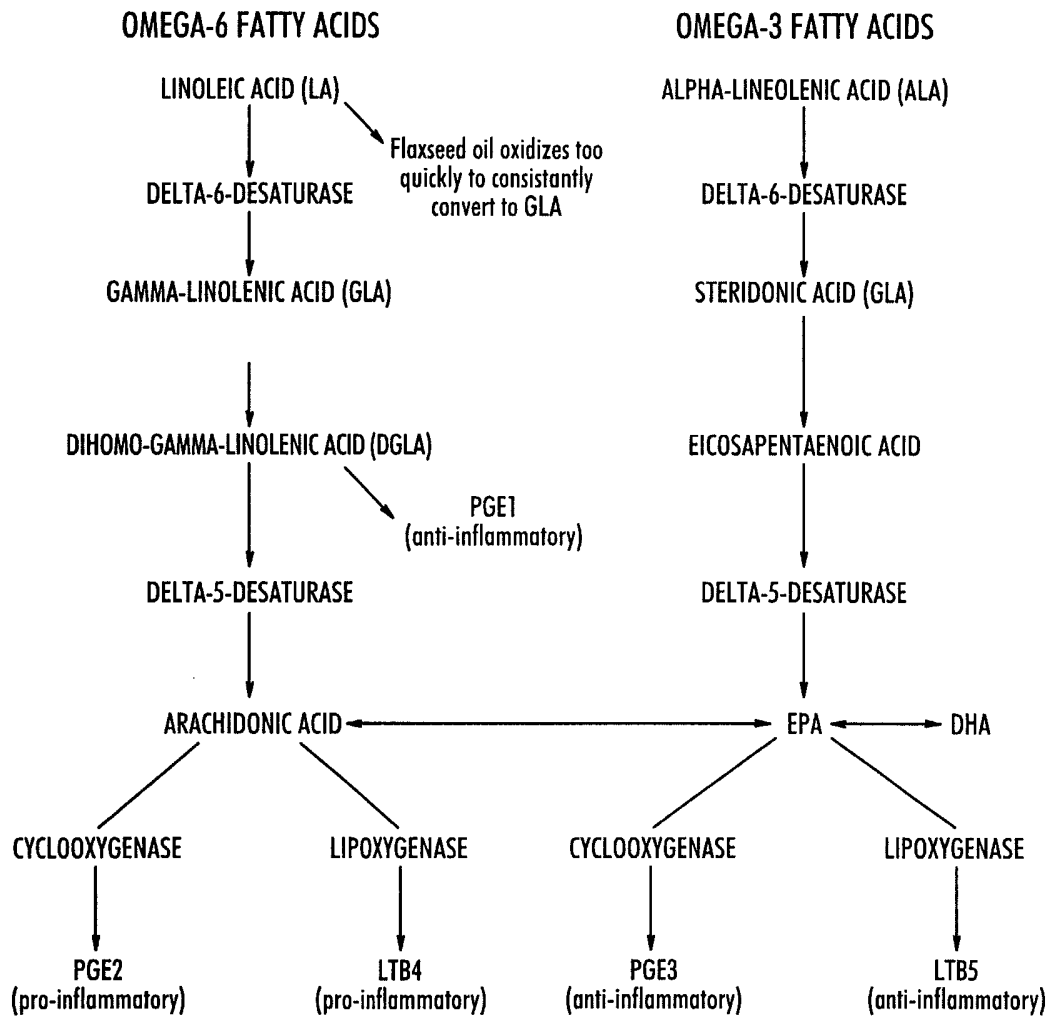 OMEGA-6 FATTY ACIDS
OMEGA-3 FATTY ACIDS
LINOLEIC ACID (LA)
ALPHA-LINEOLENIC ACID (ALA)
Flaxseed oil oxidizes too
quickly to consistantly
convert to GLA
DELTA-6-DESATURASE
DELTA-6-DESATURASE
GAMMA-LINOLENIC ACID (GLA)
STERIDONIC ACID (GLA)
DIHOMO-GAMMA-LINOLENIC ACID (DGLA)
EICOSAPENTAENOIC ACID
PGE1
(anti-inflammatory)
DELTA-5-DESATURASE
DELTA-5-DESATURASE
ARACHIDONIC ACID
EPA
DHA
CYCLOOXYGENASE
LIPOXYGENASE
CYCLOOXYGENASE
LIPOXYGENASE
PGE2
(pro-inflammatory)
LTB4
(pro-inflammatory)
PGE3
(anti-inflammatory)
LTB5
(anti-inflammatory)